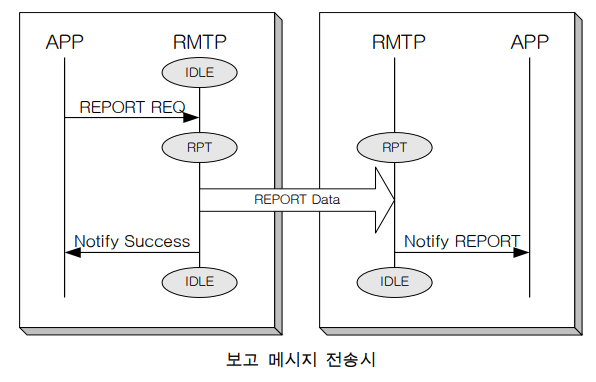 APP RMTP RMTP APP
IDLE
REPORT REQ
RPT RPT
REPORT Data
Notify Success Notify REPORT
IDLE IDLE
보고 메시지 전송시